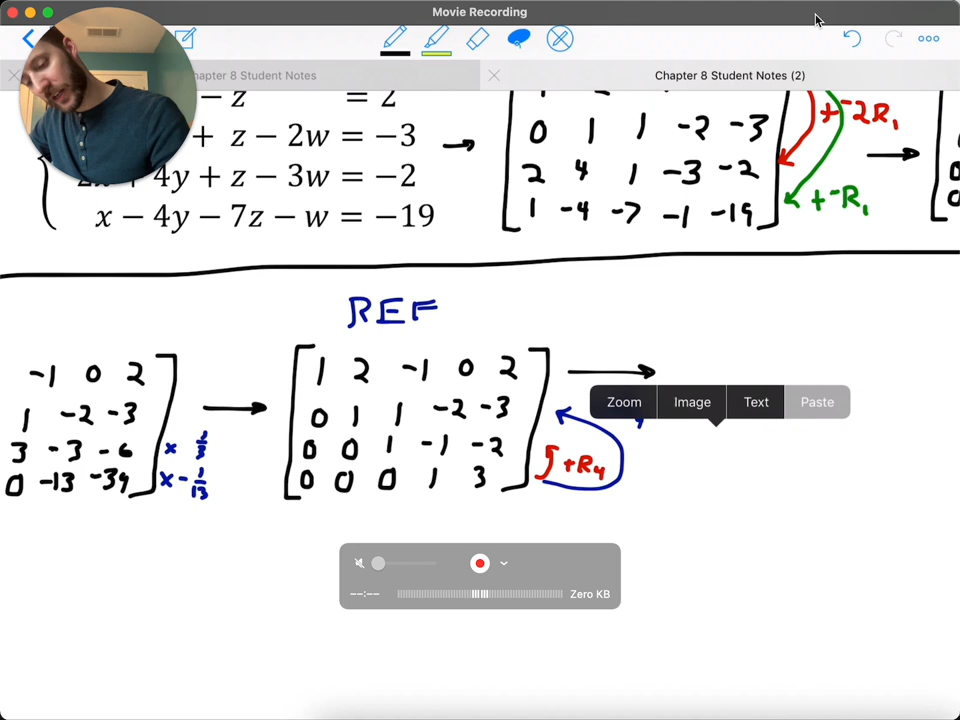 Movie Recording
hapter 8 Student Notes
Chapter 8 Student Notes (2)
− z = 2
+ z − 2w = −3
4y + z − 3w = −2
x − 4y − 7z − w = −19
0 1 1 -2 -3
2 4 1 -3 -2
1 -4 -7 -1 -19
+-2R₁
+-R₁
REF
-1 0 2
1 -2 -3
3 -3 -6 × 1/3
0 -13 -39 ×-1/13
1 2 -1 0 2
0 1 1 -2 -3
0 0 1 -1 -2
0 0 0 1 3
+R₄
Zoom Image Text Paste
--:-- Zero KB